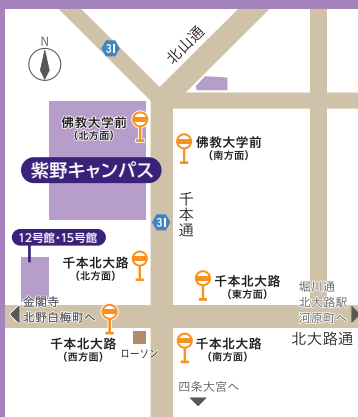 N
31
北山通
佛教大学前
(北方面)
佛教大学前
(南方面)
紫野キャンパス
千本通
31
12号館・15号館
千本北大路
(北方面)
千本北大路
(東方面)
金閣寺
北野白梅町へ
堀川通
北大路駅
河原町へ
北大路通
千本北大路
(西方面)
ローソン
千本北大路
(南方面)
四条大宮へ